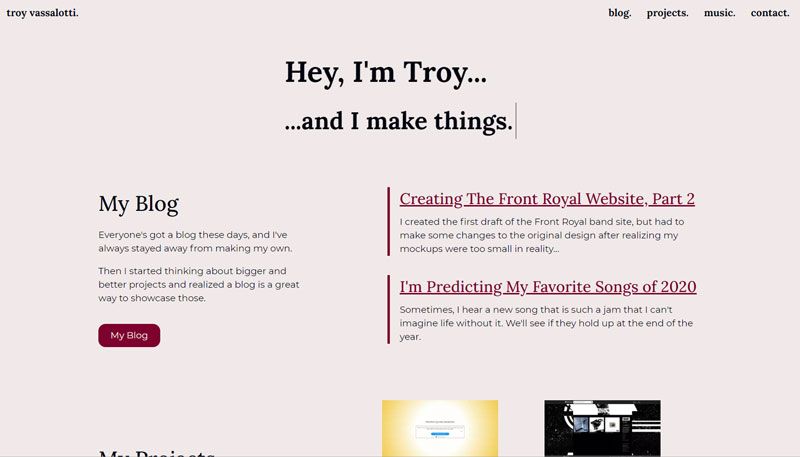 troy vassalotti.
blog. projects. music. contact.
Hey, I'm Troy...
...and I make things.
My Blog
Everyone's got a blog these days, and I've
always stayed away from making my own.
Then I started thinking about bigger and
better projects and realized a blog is a great
way to showcase those.
My Blog
Creating The Front Royal Website, Part 2
I created the first draft of the Front Royal band site, but had to
make some changes to the original design after realizing my
mockups were too small in reality...
I'm Predicting My Favorite Songs of 2020
Sometimes, I hear a new song that is such a jam that I can't
imagine life without it. We'll see if they hold up at the end of the
year.
My Projects